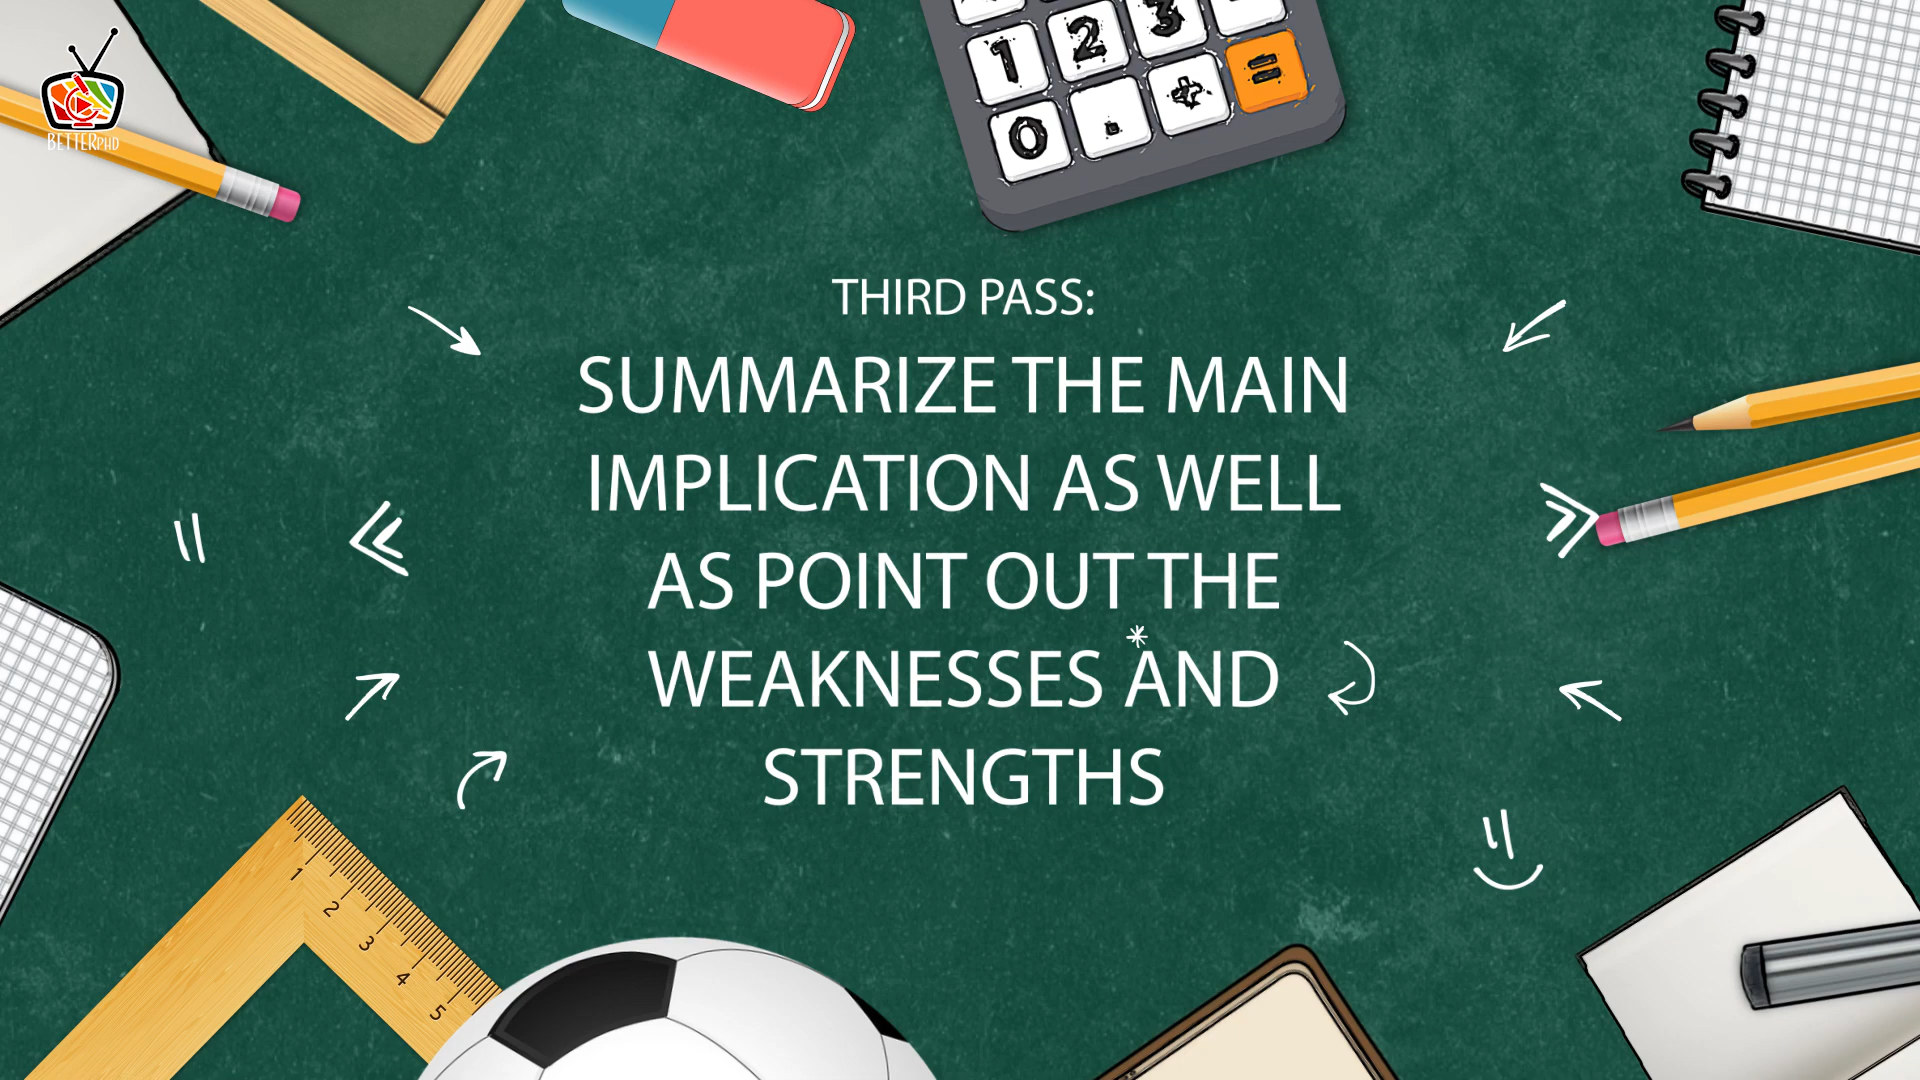 1 2 3
0 . ÷ =
BETTERPHD
THIRD PASS:
SUMMARIZE THE MAIN
IMPLICATION AS WELL
AS POINT OUT THE
WEAKNESSES AND
STRENGTHS
1
2
3
4
5